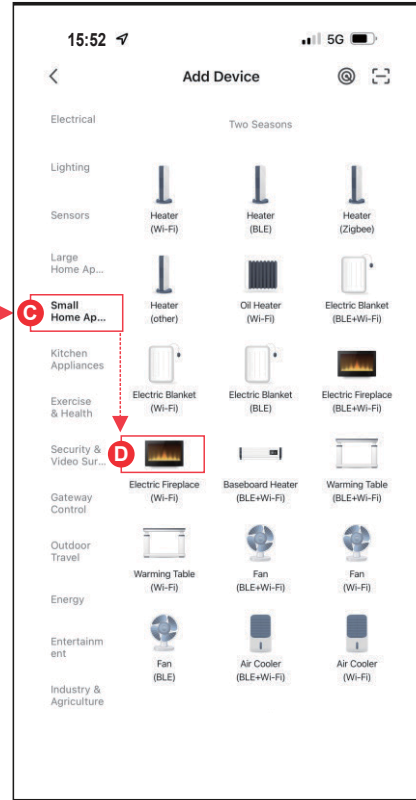 15:52
5G
Add Device
Electrical
Lighting
Sensors
Large
Home Ap...
C
Small
Home Ap...
Kitchen
Appliances
Exercise
& Health
Security &
Video Sur...
Gateway
Control
Outdoor
Travel
Energy
Entertainm
ent
Industry &
Agriculture
Two Seasons
Heater
(Wi-Fi)
Heater
(BLE)
Heater
(Zigbee)
Heater
(other)
Oil Heater
(Wi-Fi)
Electric Blanket
(BLE+Wi-Fi)
Electric Blanket
(Wi-Fi)
Electric Blanket
(BLE)
Electric Fireplace
(BLE+Wi-Fi)
D
Electric Fireplace
(Wi-Fi)
Baseboard Heater
(BLE+Wi-Fi)
Warming Table
(BLE+Wi-Fi)
Warming Table
(Wi-Fi)
Fan
(BLE+Wi-Fi)
Fan
(Wi-Fi)
Fan
(BLE)
Air Cooler
(BLE+Wi-Fi)
Air Cooler
(Wi-Fi)